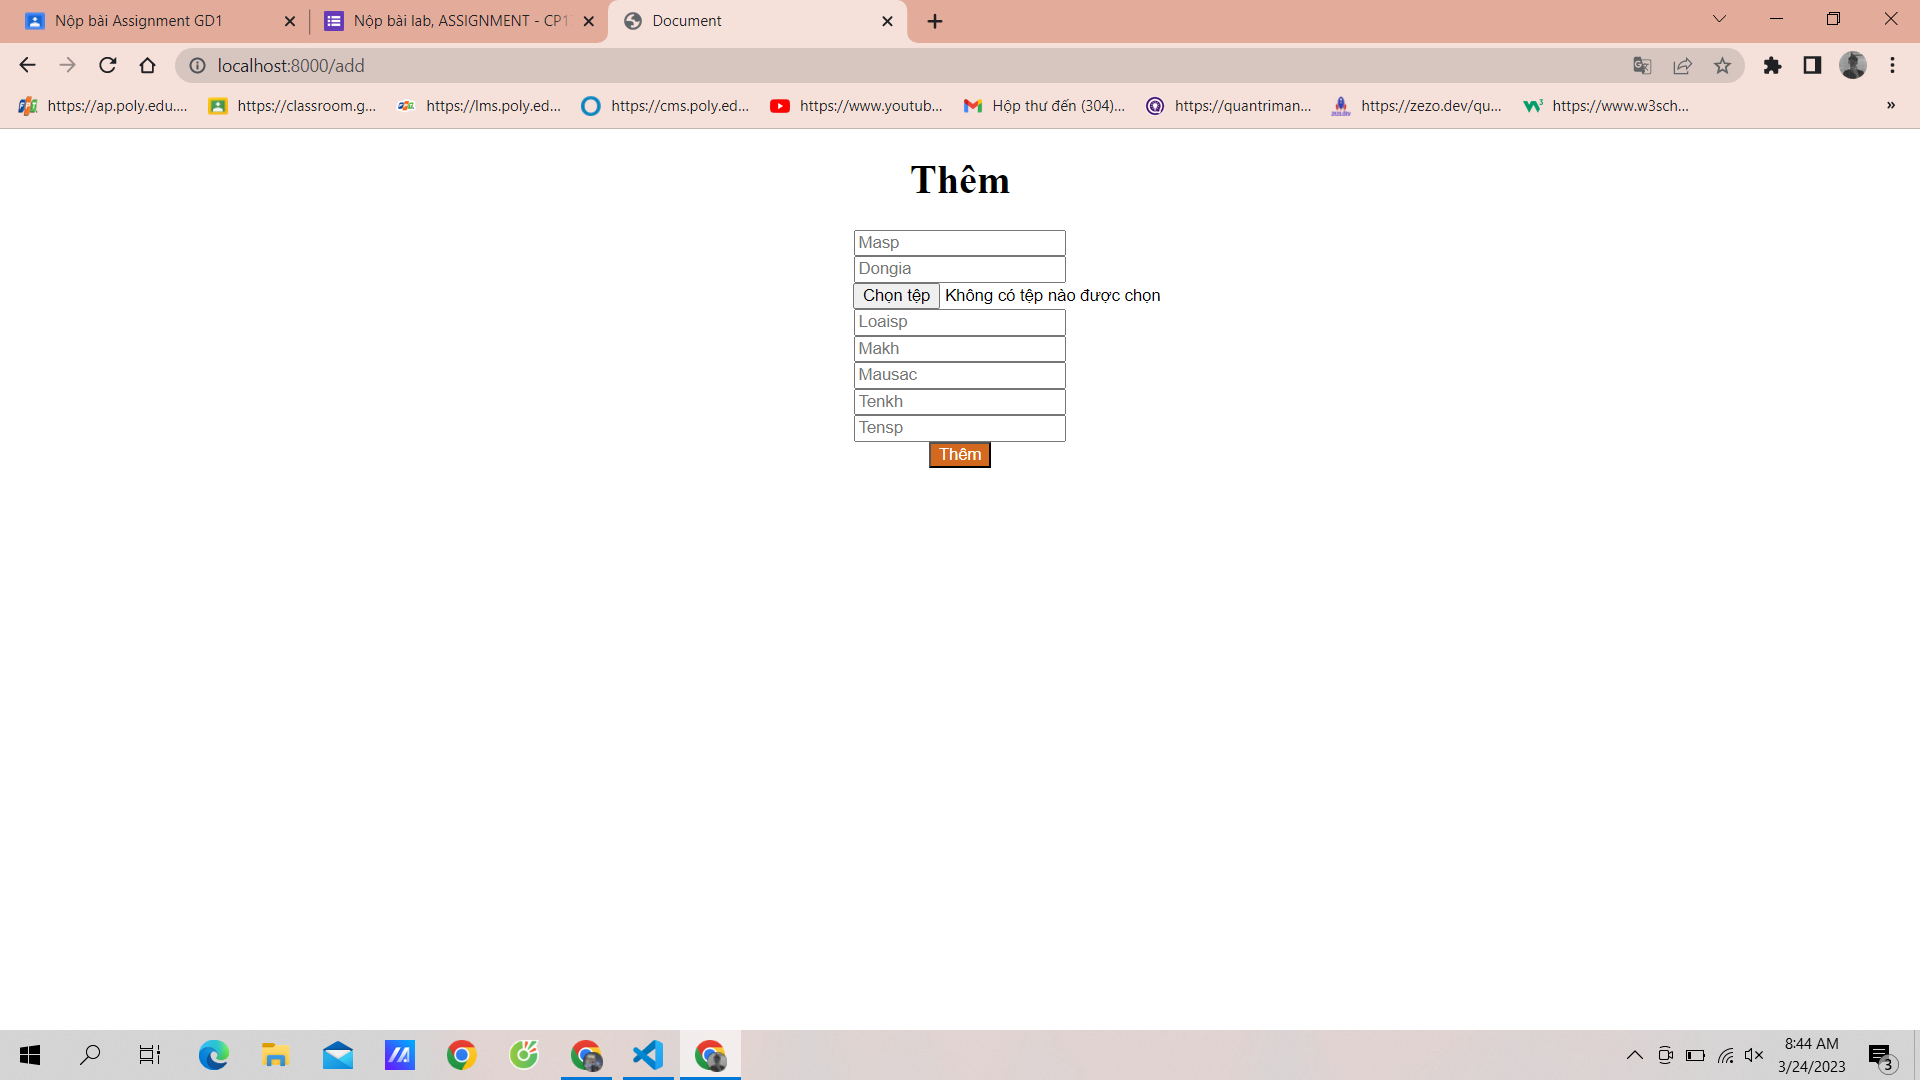 Nộp bài Assignment GD1
Nộp bài lab, ASSIGNMENT - CP1
Document
localhost:8000/add
https://ap.poly.edu....
https://classroom.g...
https://lms.poly.ed...
https://cms.poly.ed...
https://www.youtub...
Hộp thư đến (304)...
https://quantriman...
https://zezo.dev/qu...
https://www.w3sch...
»
Thêm
Masp
Dongia
Chọn tệp Không có tệp nào được chọn
Loaisp
Makh
Mausac
Tenkh
Tensp
Thêm
8:44 AM
3/24/2023
3